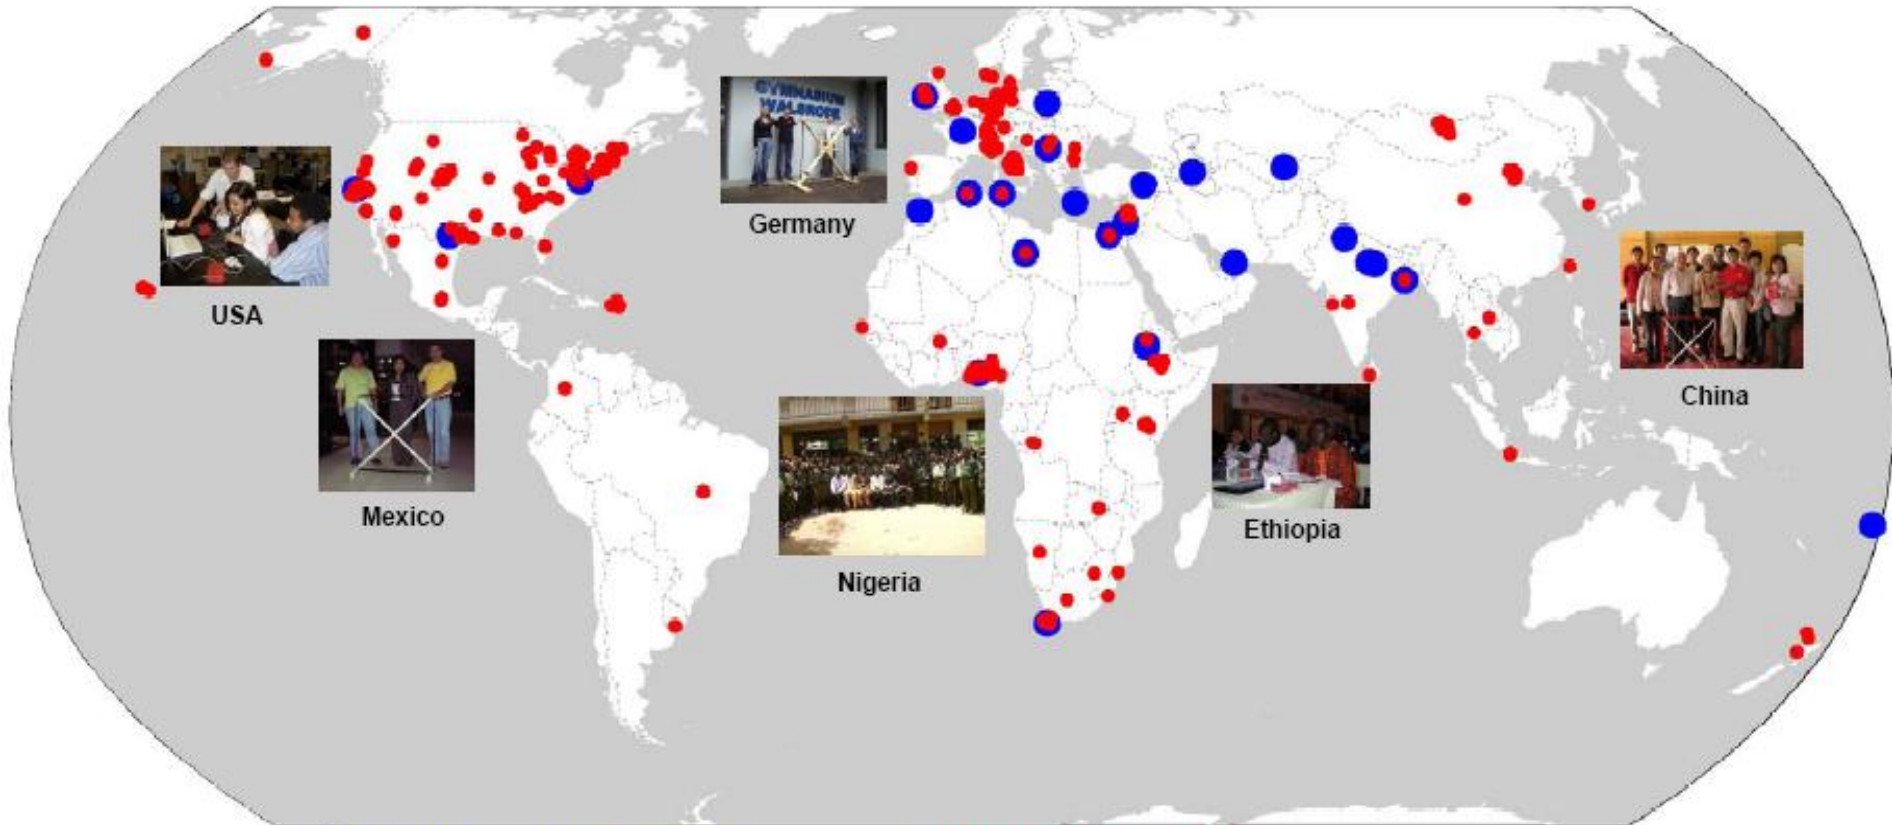 GYMNASIUM
WALSRODE
Germany
USA
China
Mexico
Ethiopia
Nigeria